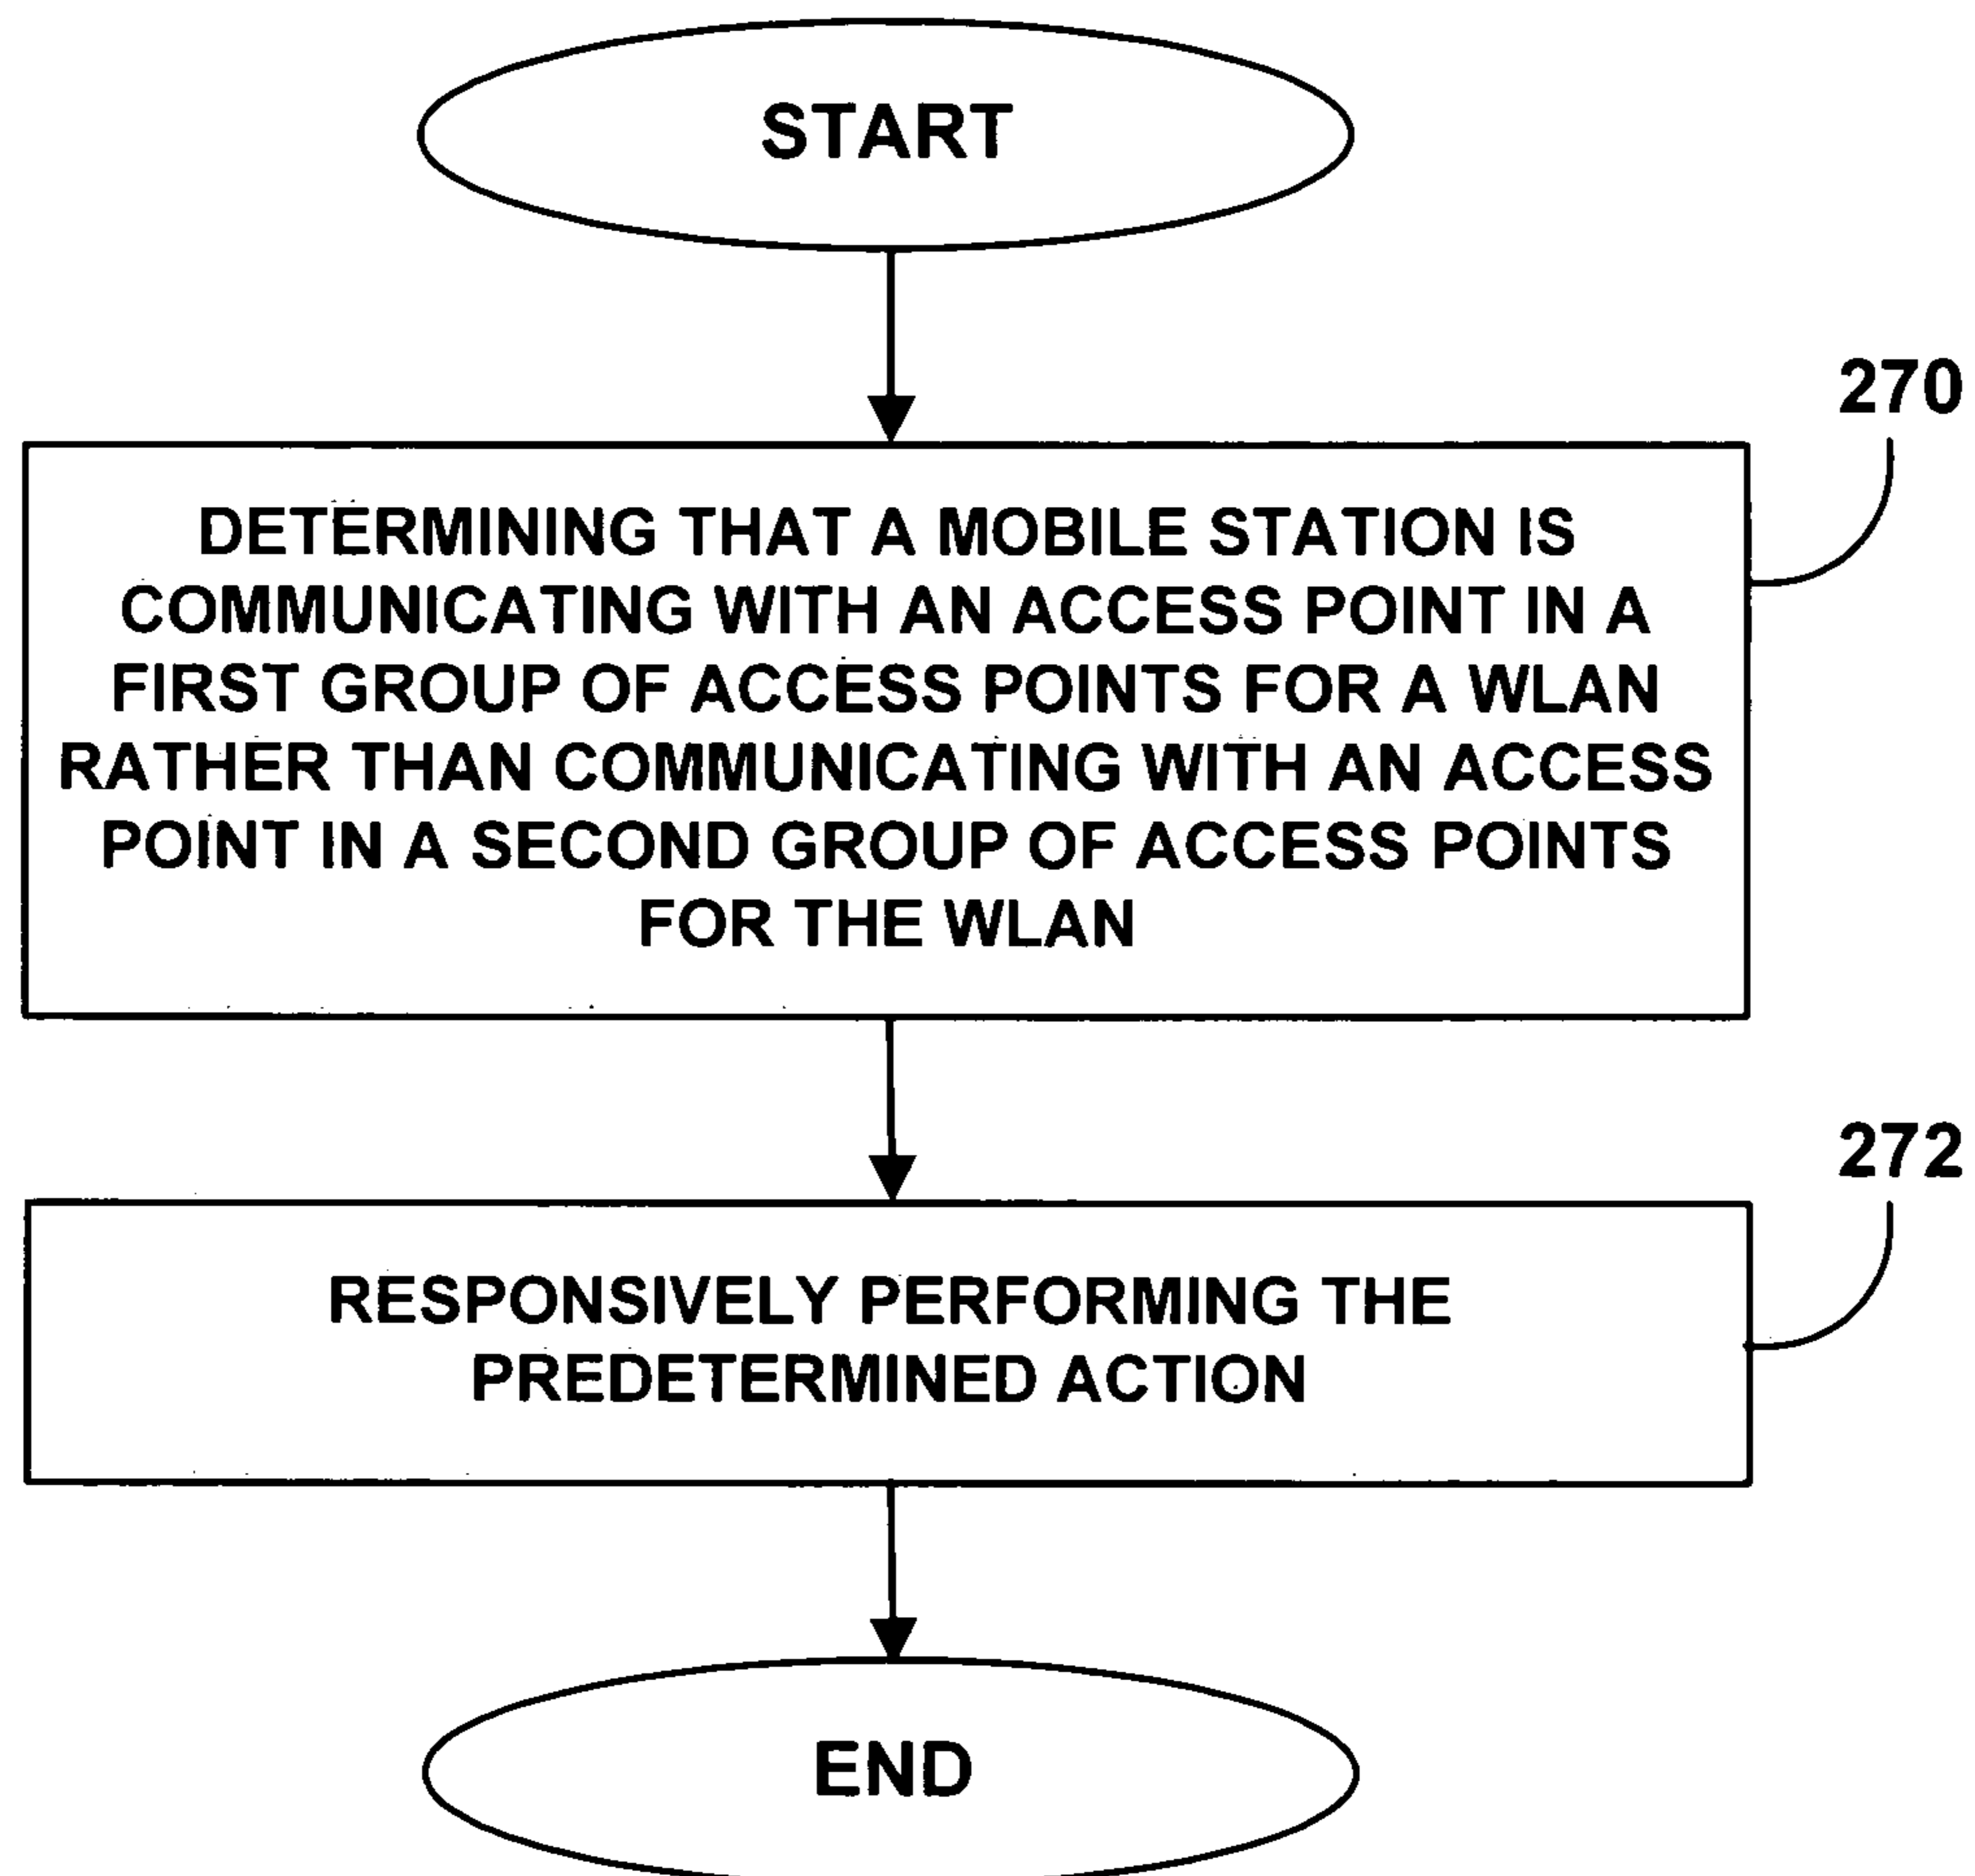 START
270
DETERMINING THAT A MOBILE STATION IS
COMMUNICATING WITH AN ACCESS POINT IN A
FIRST GROUP OF ACCESS POINTS FOR A WLAN
RATHER THAN COMMUNICATING WITH AN ACCESS
POINT IN A SECOND GROUP OF ACCESS POINTS
FOR THE WLAN
272
RESPONSIVELY PERFORMING THE
PREDETERMINED ACTION
END